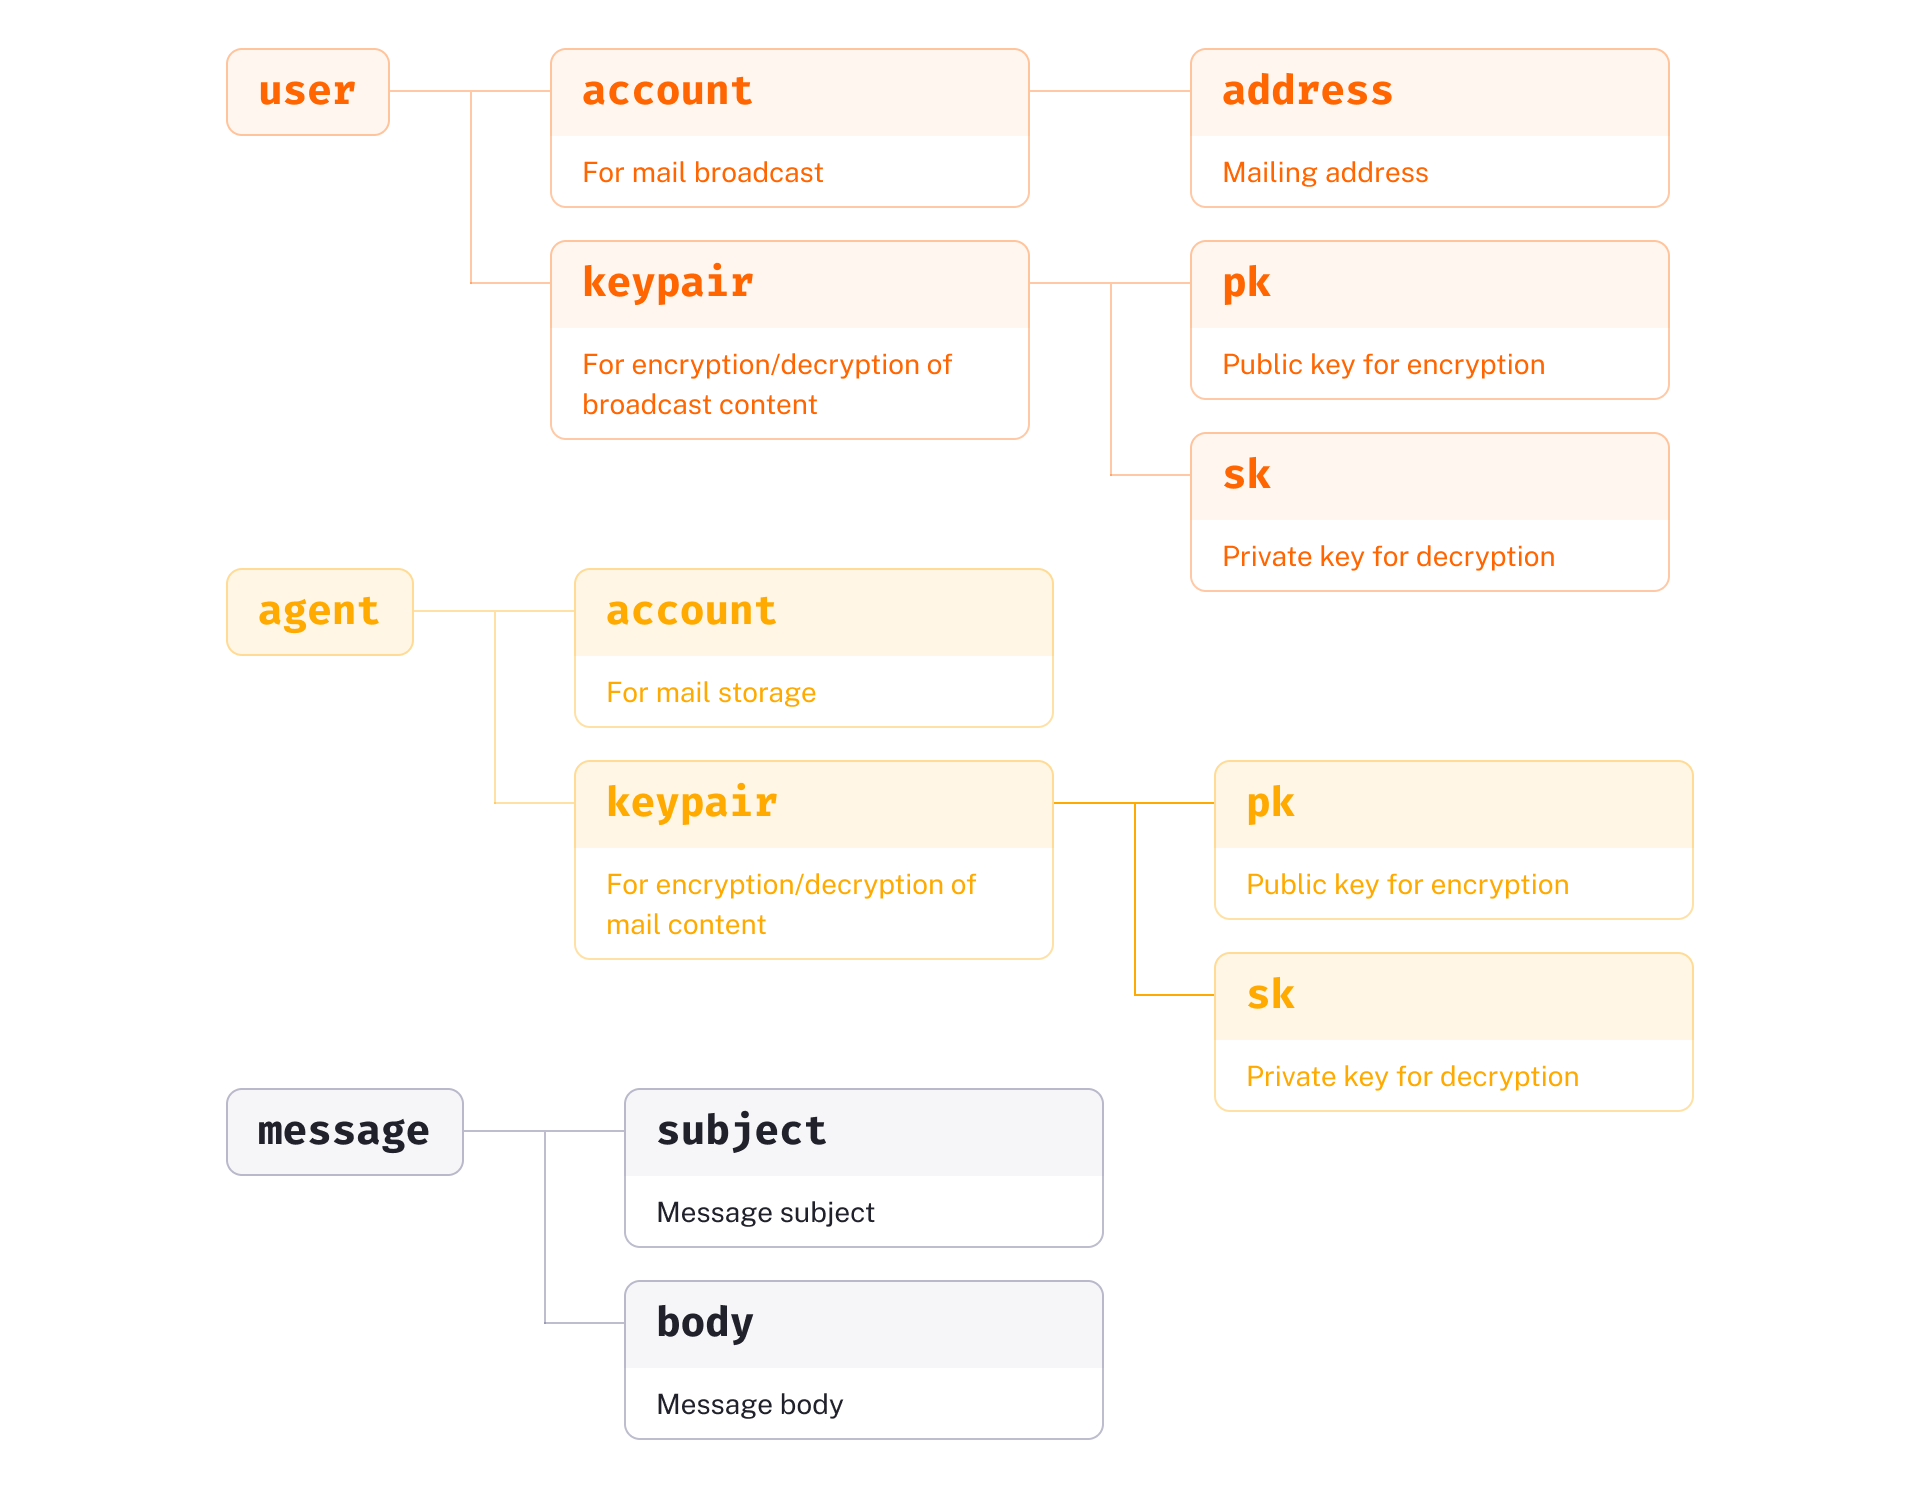 user
account
For mail broadcast
address
Mailing address
keypair
For encryption/decryption of
broadcast content
pk
Public key for encryption
sk
Private key for decryption
agent
account
For mail storage
keypair
For encryption/decryption of
mail content
pk
Public key for encryption
sk
Private key for decryption
message
subject
Message subject
body
Message body